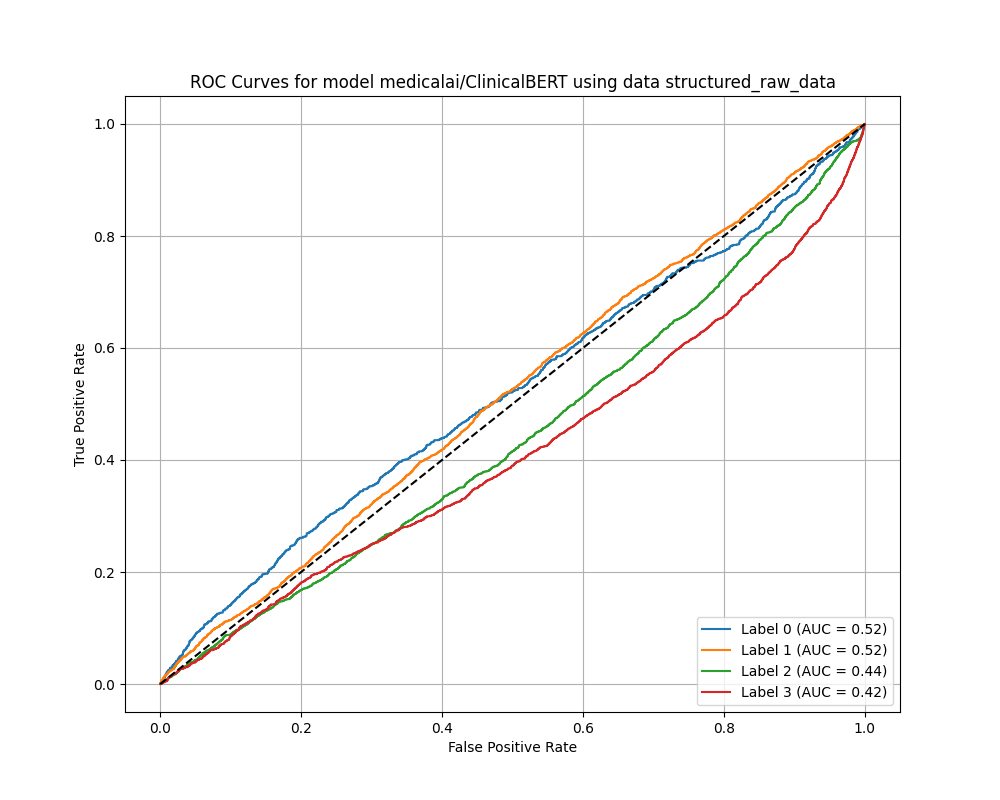 ROC Curves for model medicalai/ClinicalBERT using data structured_raw_data
True Positive Rate
1.0
0.8
0.6
0.4
0.2
0.0
Label 0 (AUC = 0.52)
Label 1 (AUC = 0.52)
Label 2 (AUC = 0.44)
Label 3 (AUC = 0.42)
0.0 0.2 0.4 0.6 0.8 1.0
False Positive Rate